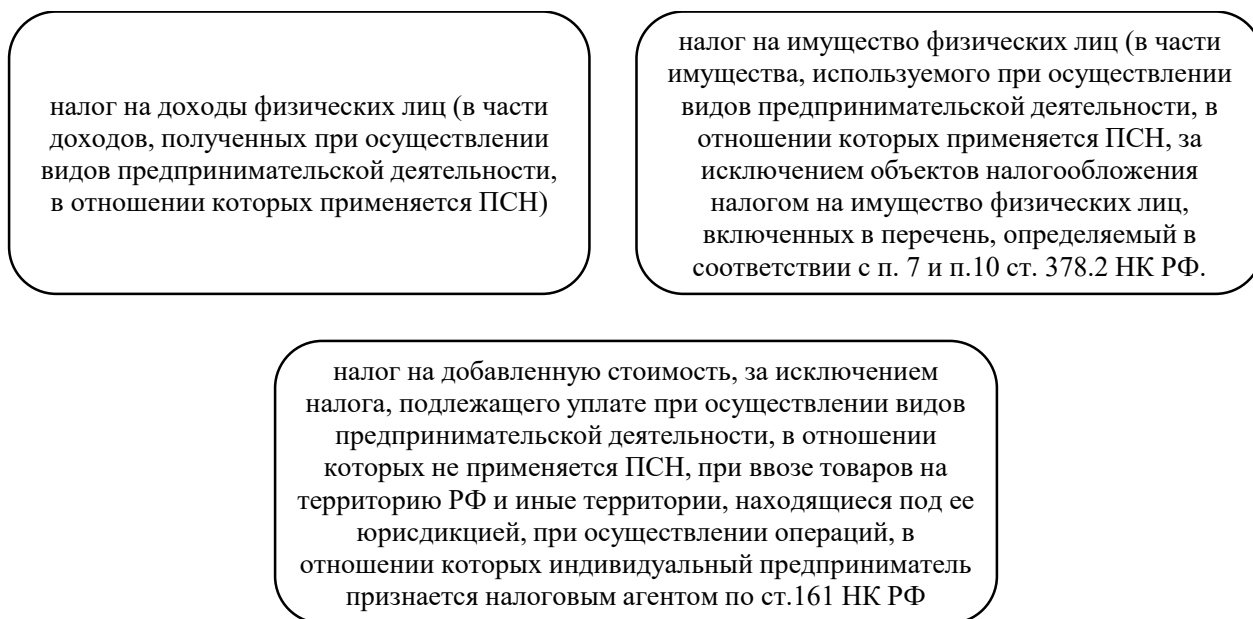 налог на доходы физических лиц (в части
доходов, полученных при осуществлении
видов предпринимательской деятельности,
в отношении которых применяется ПСН)
налог на имущество физических лиц (в части
имущества, используемого при осуществлении
видов предпринимательской деятельности, в
отношении которых применяется ПСН, за
исключением объектов налогообложения
налогом на имущество физических лиц,
включенных в перечень, определяемый в
соответствии с п. 7 и п.10 ст. 378.2 НК РФ.
налог на добавленную стоимость, за исключением
налога, подлежащего уплате при осуществлении видов
предпринимательской деятельности, в отношении
которых не применяется ПСН, при ввозе товаров на
территорию РФ и иные территории, находящиеся под ее
юрисдикцией, при осуществлении операций, в
отношении которых индивидуальный предприниматель
признается налоговым агентом по ст.161 НК РФ